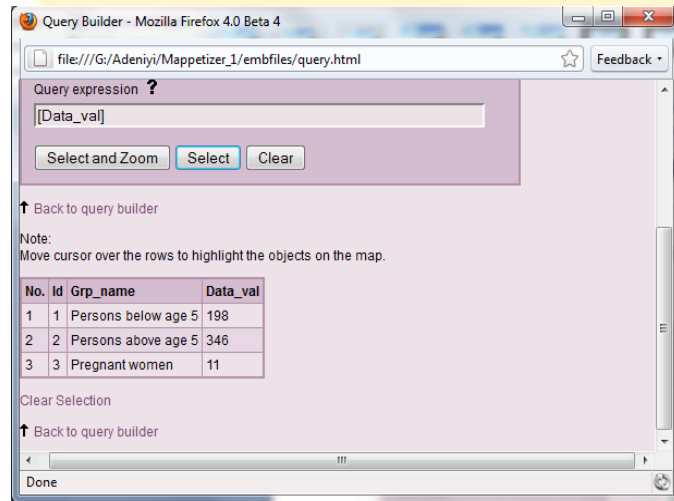 Query Builder - Mozilla Firefox 4.0 Beta 4
file:///G:/Adeniyi/Mappetizer_1/embfiles/query.html
Feedback
Query expression ?
[Data_val]
Select and Zoom Select Clear
Back to query builder
Note:
Move cursor over the rows to highlight the objects on the map.
No. Id Grp_name Data_val
1 1 Persons below age 5 198
2 2 Persons above age 5 346
3 3 Pregnant women 11
Clear Selection
Back to query builder
Done